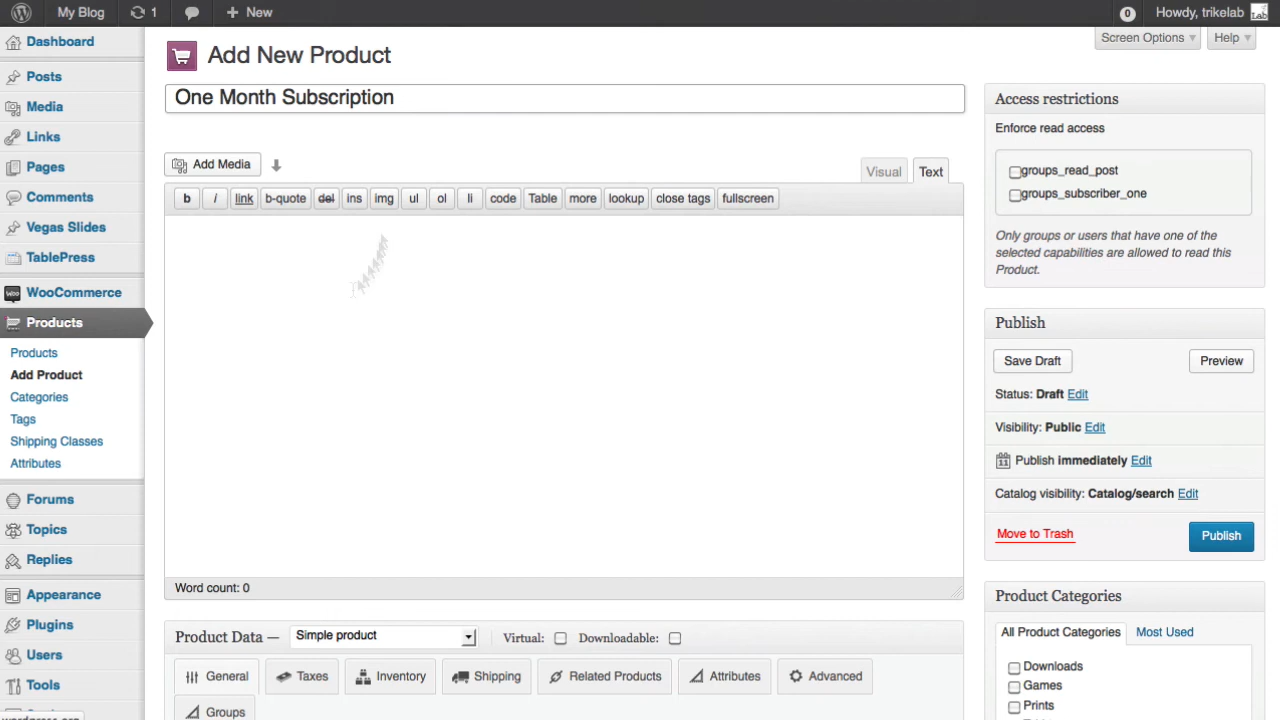 My Blog 1 + New 0 Howdy, trikelab
Dashboard
Posts
Media
Links
Pages
Comments
Vegas Slides
TablePress
WooCommerce
Products
Products
Add Product
Categories
Tags
Shipping Classes
Attributes
Forums
Topics
Replies
Appearance
Plugins
Users
Tools
Screen Options Help
Add New Product
One Month Subscription
Add Media
Visual Text
b i link b-quote del ins img ul ol li code Table more lookup close tags fullscreen
Word count: 0
Product Data — Simple product Virtual: Downloadable:
General Taxes Inventory Shipping Related Products Attributes Advanced
Groups
Access restrictions
Enforce read access
groups_read_post
groups_subscriber_one
Only groups or users that have one of the
selected capabilities are allowed to read this
Product.
Publish
Save Draft Preview
Status: Draft Edit
Visibility: Public Edit
Publish immediately Edit
Catalog visibility: Catalog/search Edit
Move to Trash Publish
Product Categories
All Product Categories Most Used
Downloads
Games
Prints